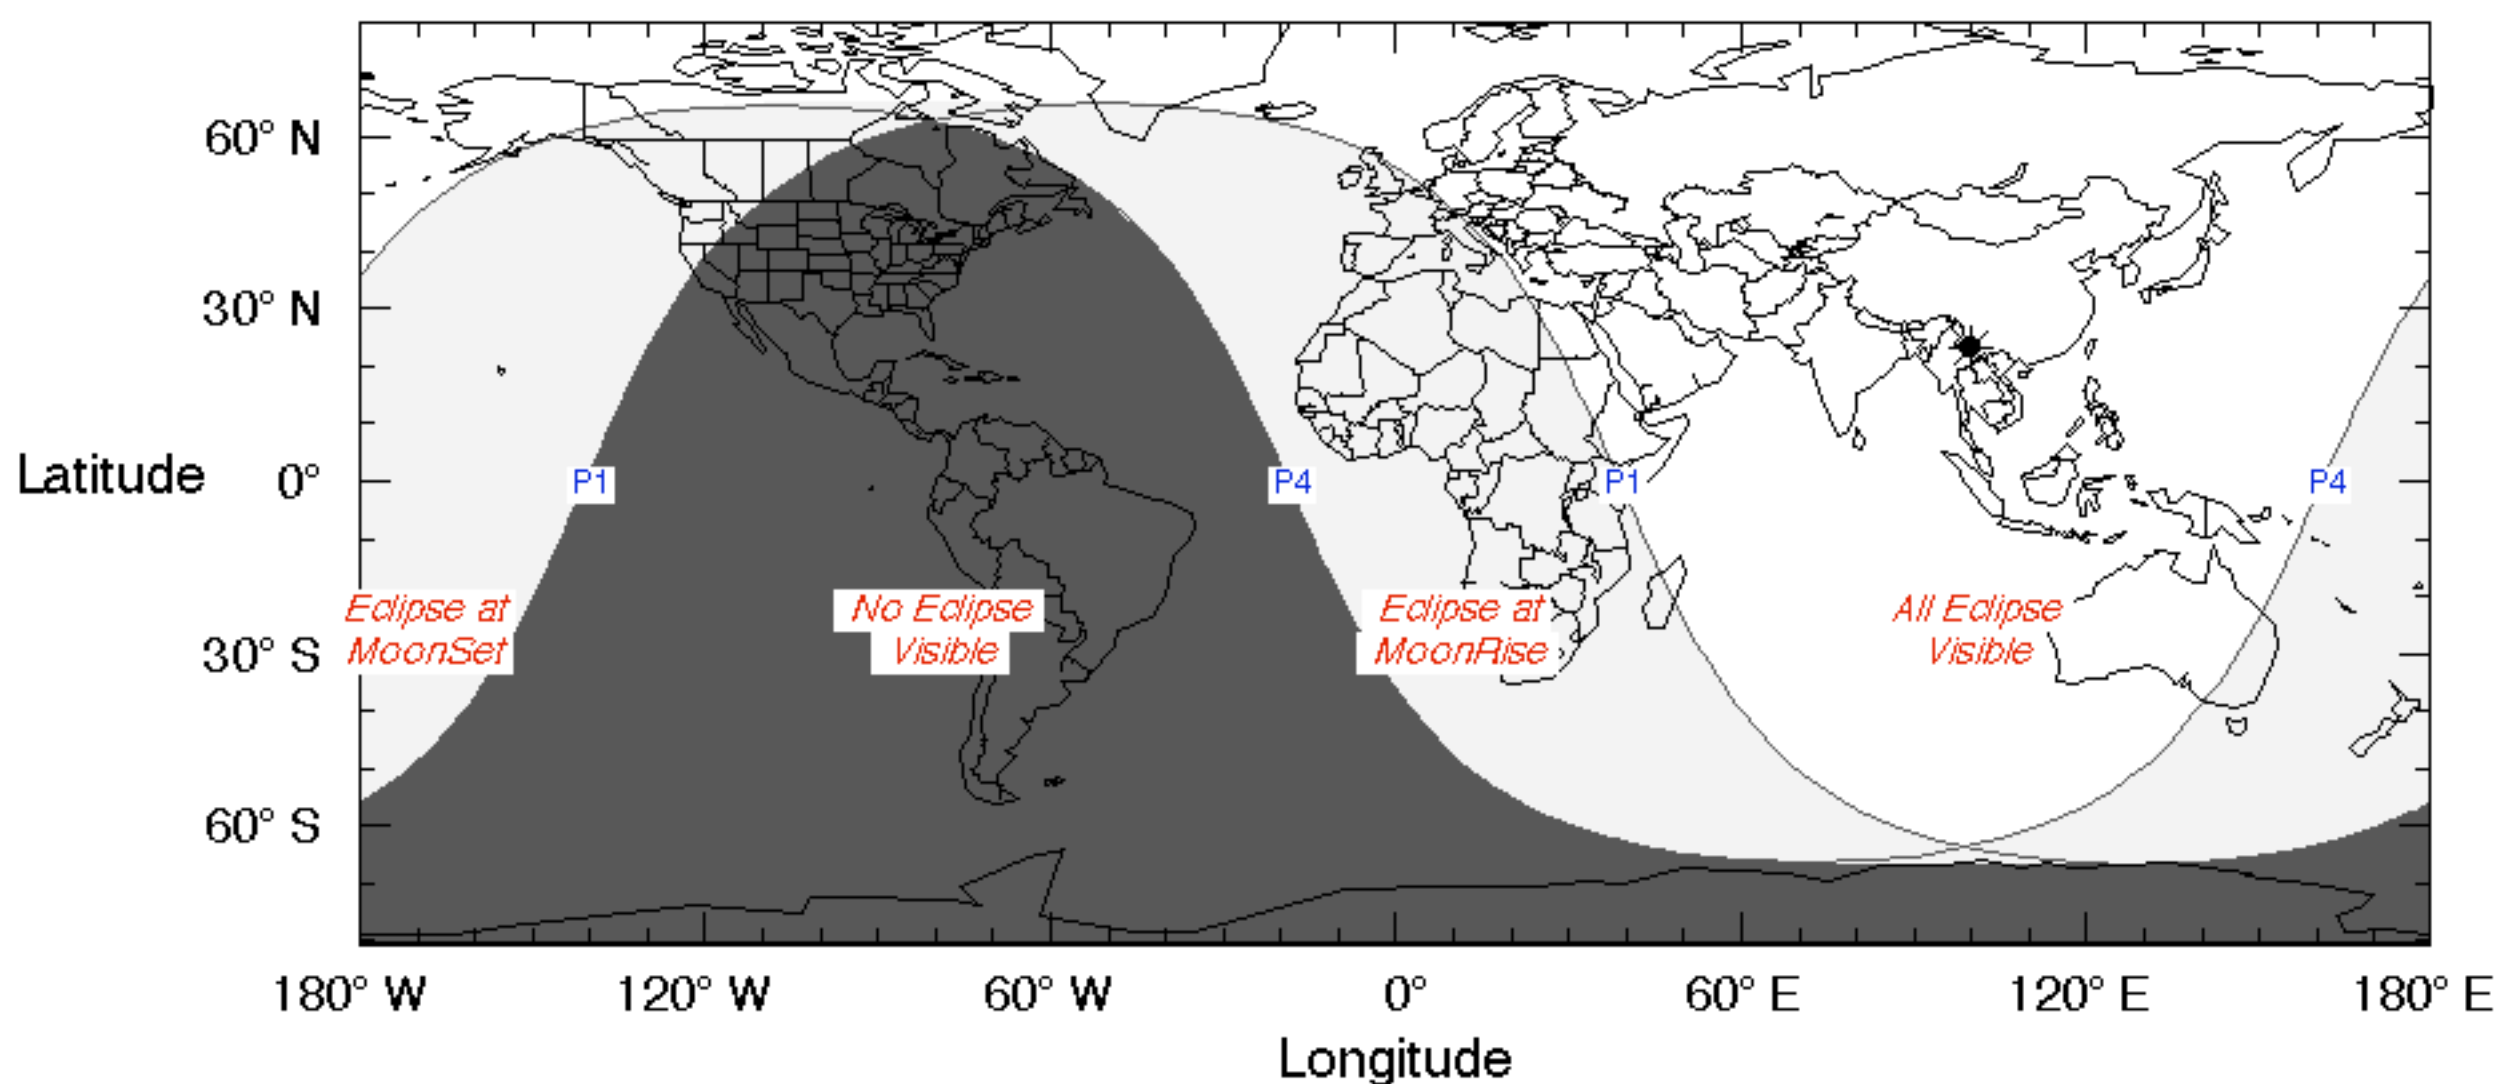 60° N
30° N
Latitude 0°
P1 P4 P1 P4
Eclipse at No Eclipse Eclipse at All Eclipse
MoonSet Visible MoonRise Visible
30° S
60° S
180° W 120° W 60° W 0° 60° E 120° E 180° E
Longitude